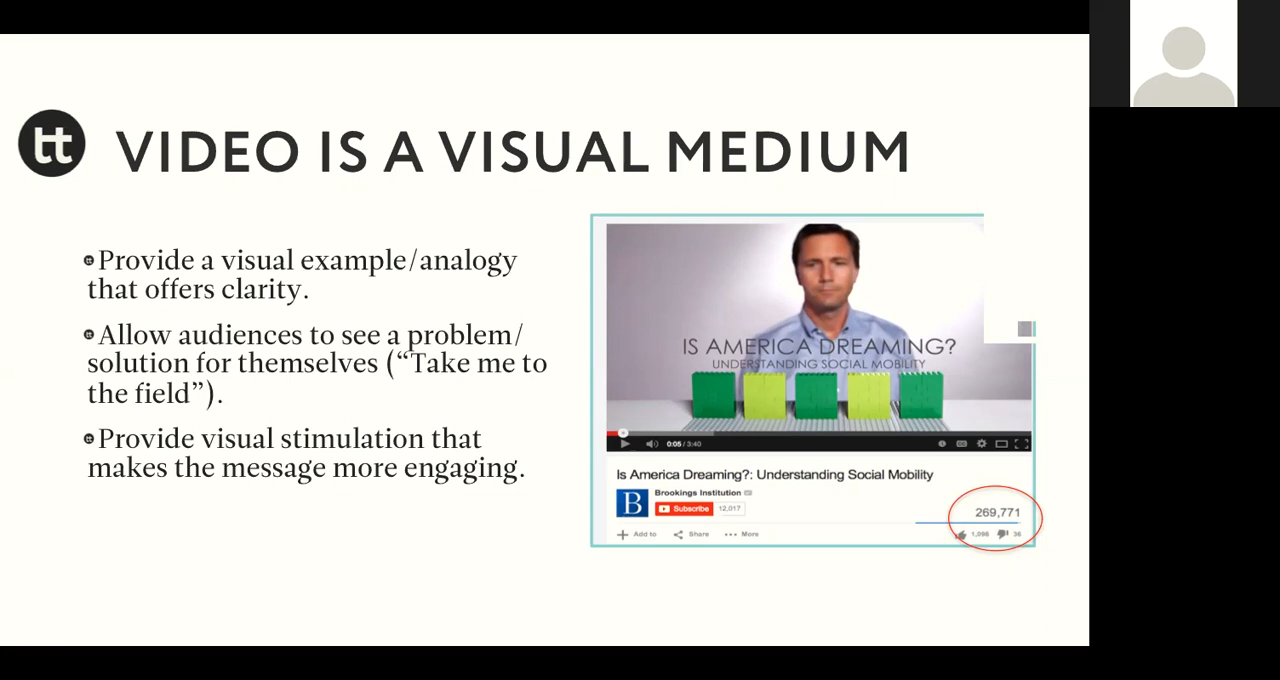 tt
VIDEO IS A VISUAL MEDIUM
Provide a visual example/analogy
that offers clarity.
Allow audiences to see a problem/
solution for themselves (“Take me to
the field”).
Provide visual stimulation that
makes the message more engaging.
IS AMERICA DREAMING?
UNDERSTANDING SOCIAL MOBILITY
0:05 / 3:40
Is America Dreaming?: Understanding Social Mobility
B
Brookings Institution
Subscribe 12,017
269,771
Add to Share More
1,096 36